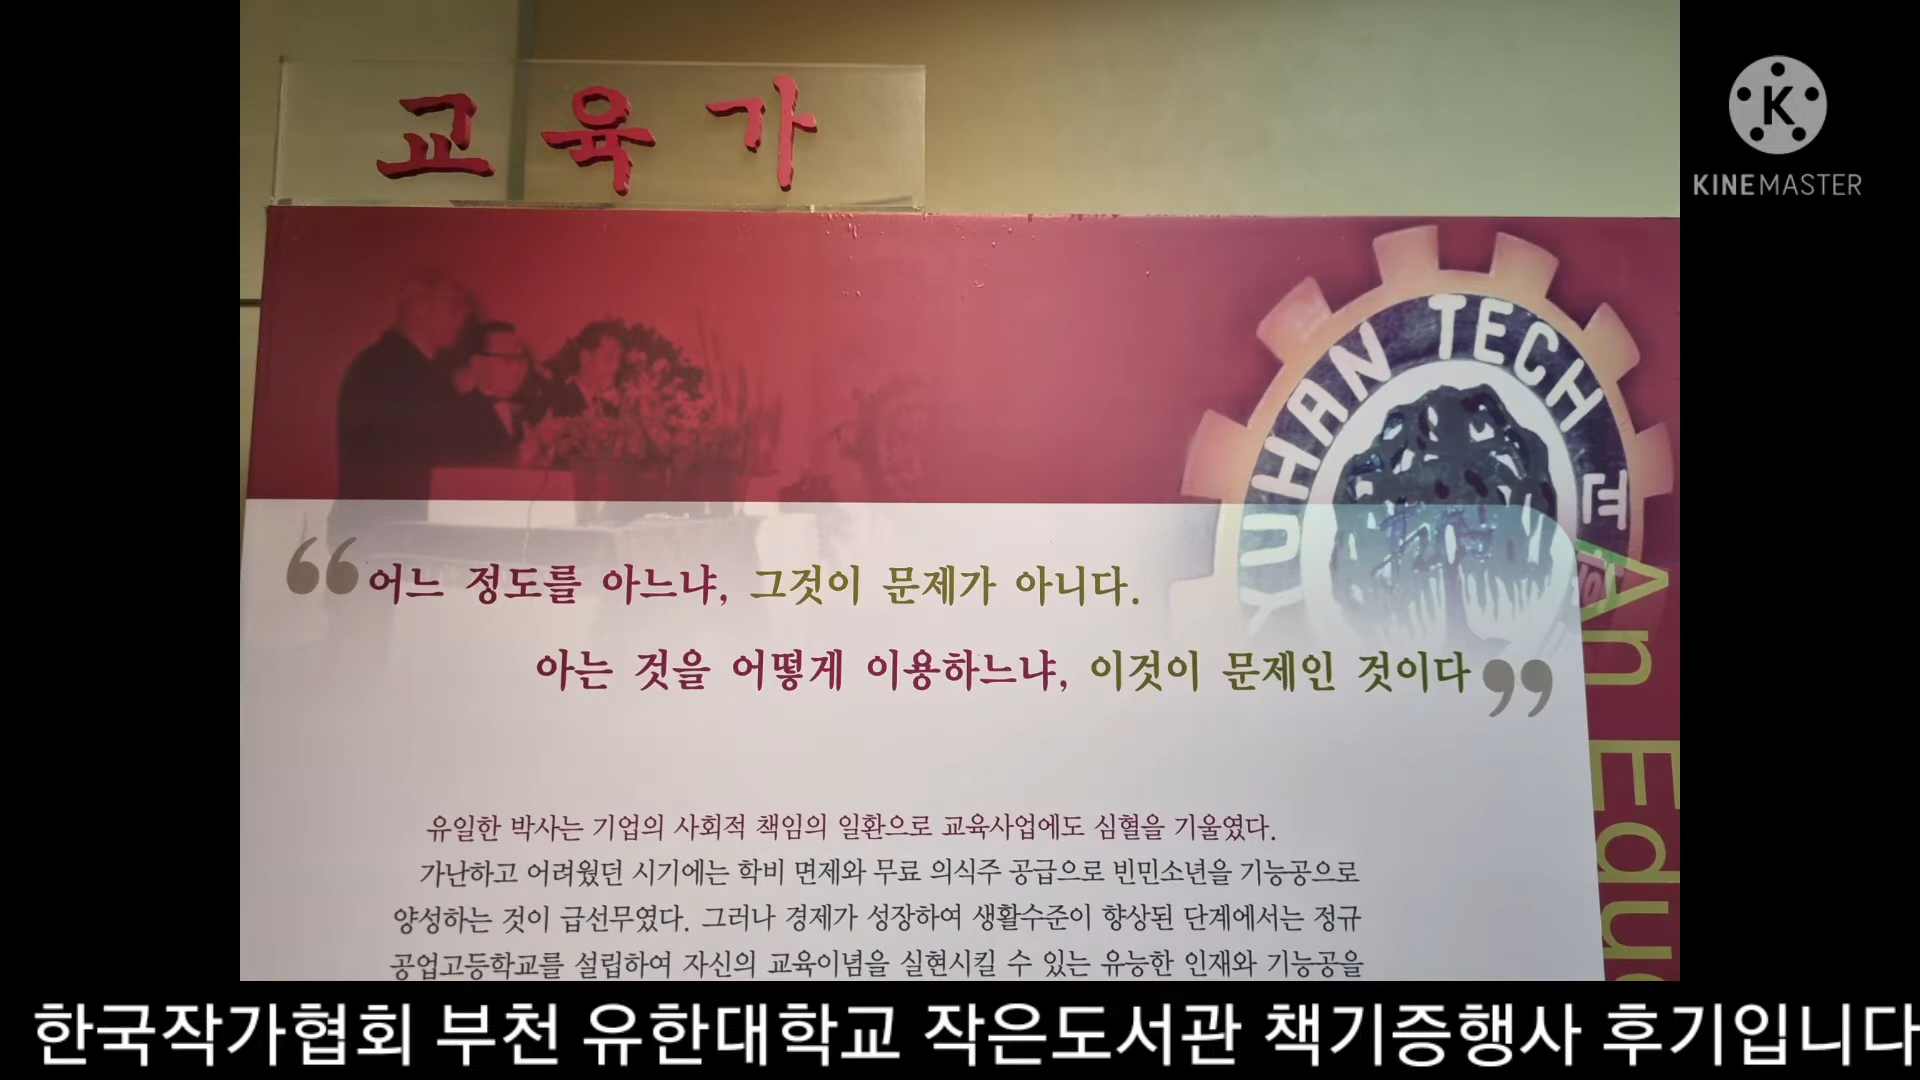 교육가
KINEMASTER
YUHAN TECH
“어느 정도를 아느냐, 그것이 문제가 아니다.
아는 것을 어떻게 이용하느냐, 이것이 문제인 것이다”
An Edu
유일한 박사는 기업의 사회적 책임의 일환으로 교육사업에도 심혈을 기울였다.
가난하고 어려웠던 시기에는 학비 면제와 무료 의식주 공급으로 빈민소년을 기능공으로
양성하는 것이 급선무였다. 그러나 경제가 성장하여 생활수준이 향상된 단계에서는 정규
공업고등학교를 설립하여 자신의 교육이념을 실현시킬 수 있는 유능한 인재와 기능공을
한국작가협회 부천 유한대학교 작은도서관 책기증행사 후기입니다